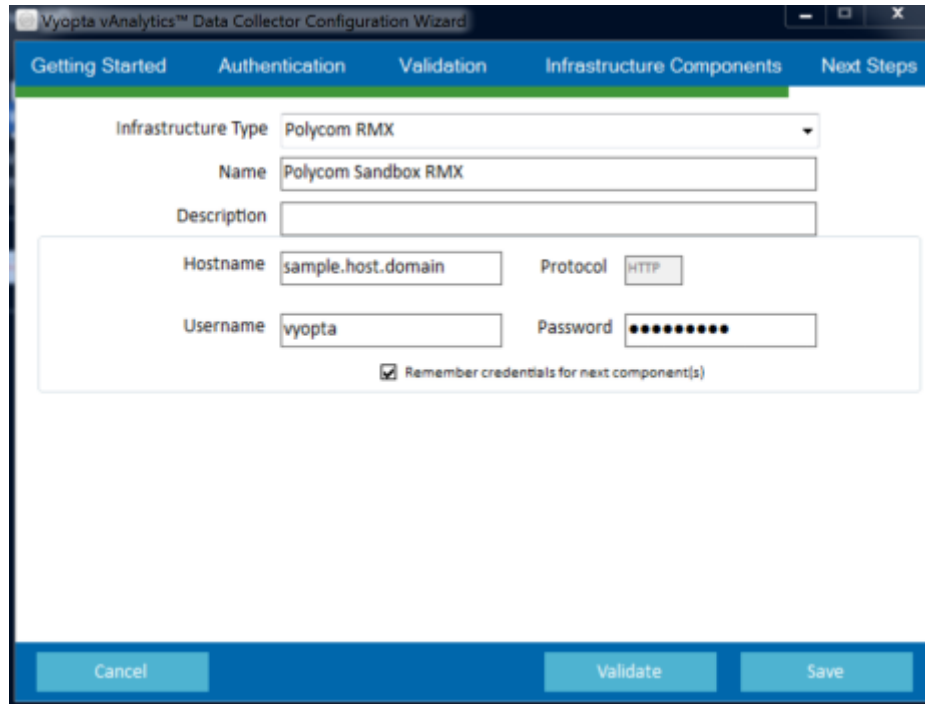 Vyopta vAnalytics™ Data Collector Configuration Wizard
Getting Started Authentication Validation Infrastructure Components Next Steps
Infrastructure Type Polycom RMX
Name Polycom Sandbox RMX
Description
Hostname sample.host.domain Protocol HTTP
Username vyopta Password ●●●●●●●●●
Remember credentials for next component(s)
Cancel Validate Save